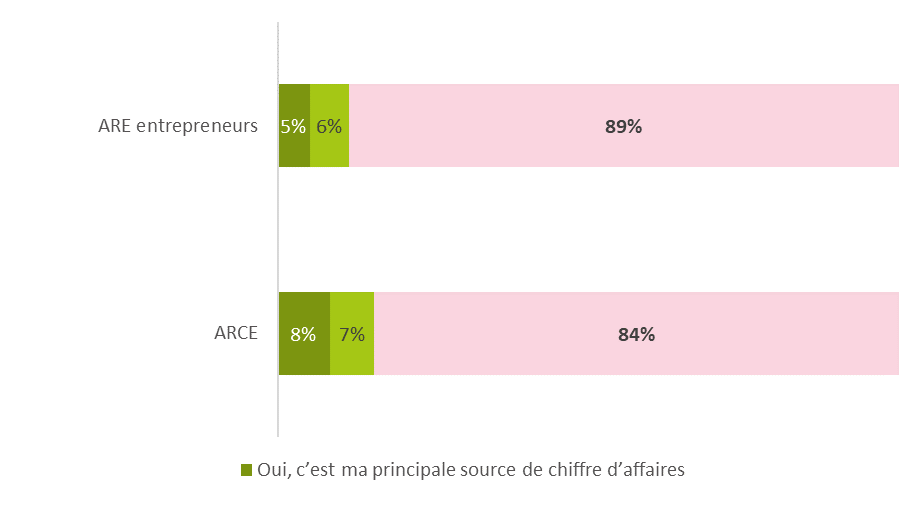 ARE entrepreneurs
5% 6% 89%
ARCE
8% 7% 84%
Oui, c’est ma principale source de chiffre d’affaires